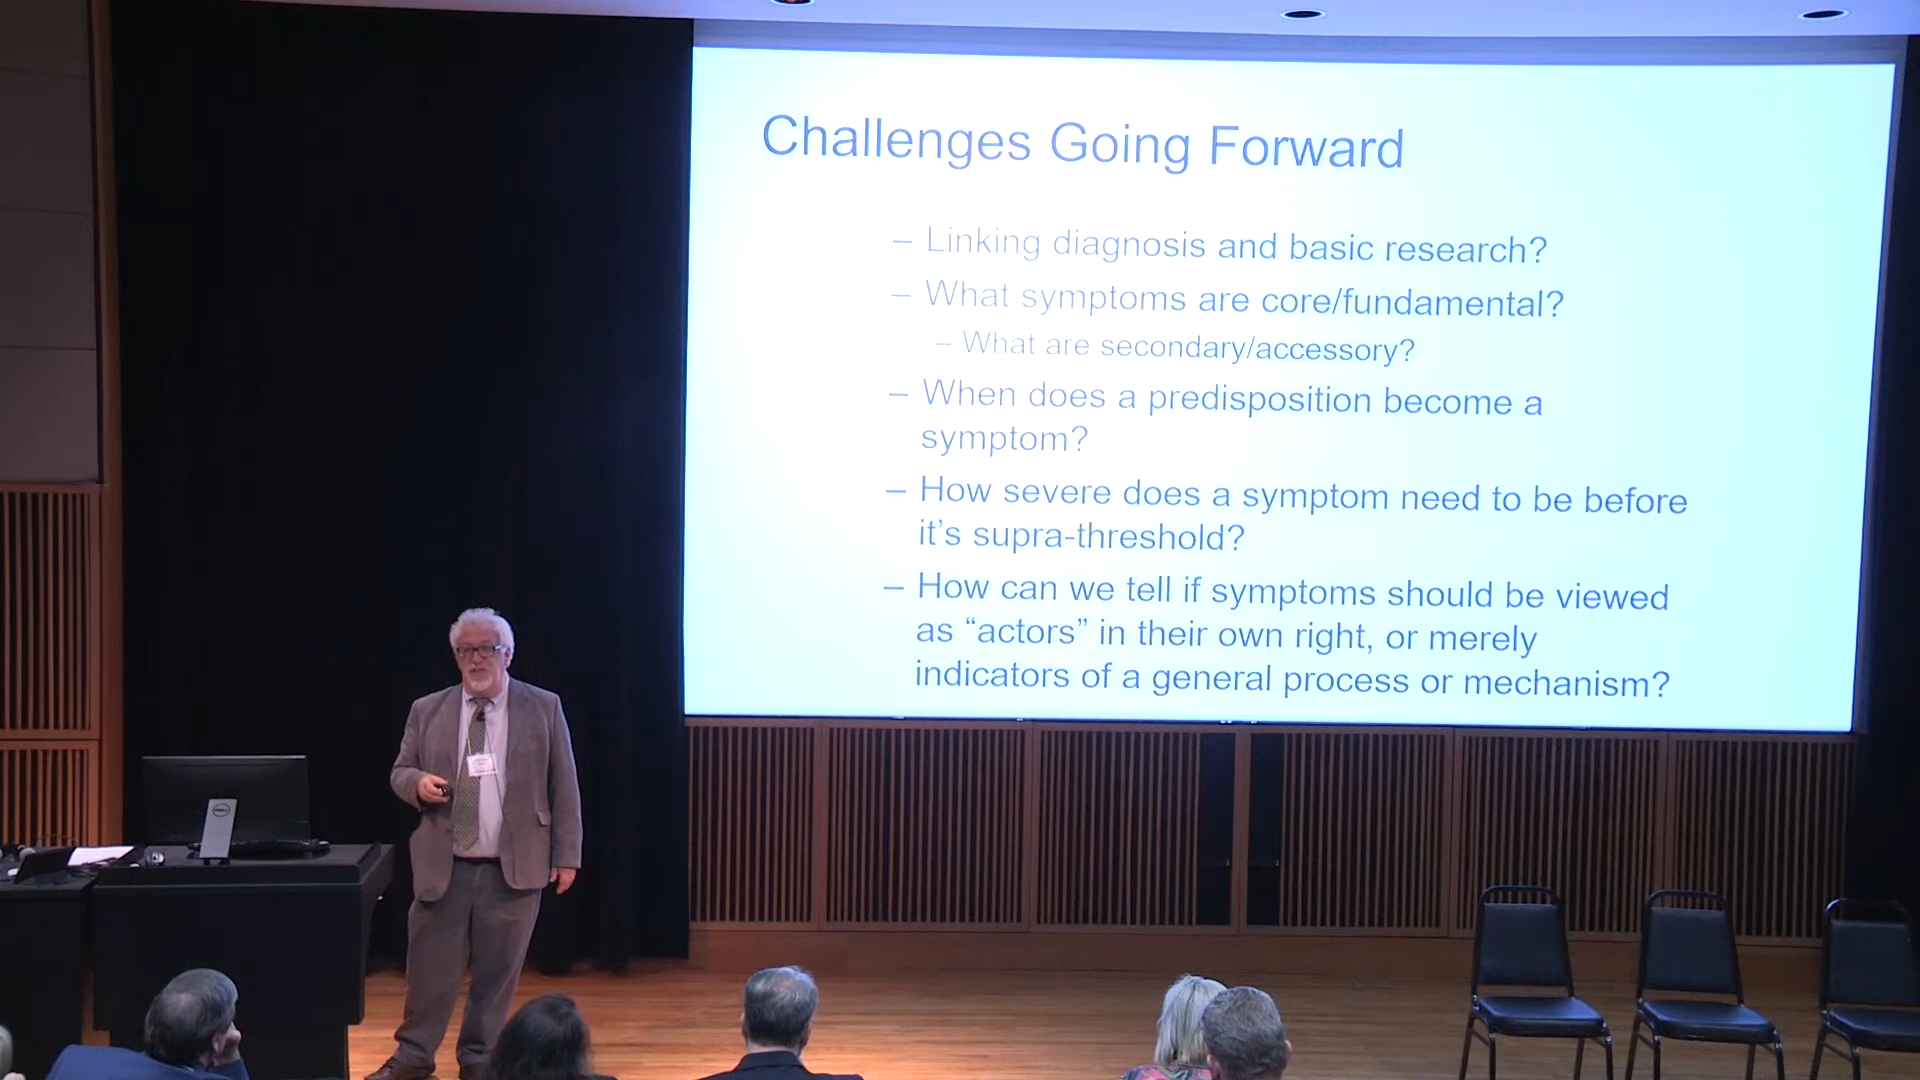 Challenges Going Forward
– Linking diagnosis and basic research?
– What symptoms are core/fundamental?
– What are secondary/accessory?
– When does a predisposition become a
symptom?
– How severe does a symptom need to be before
it’s supra-threshold?
– How can we tell if symptoms should be viewed
as “actors” in their own right, or merely
indicators of a general process or mechanism?
DELL